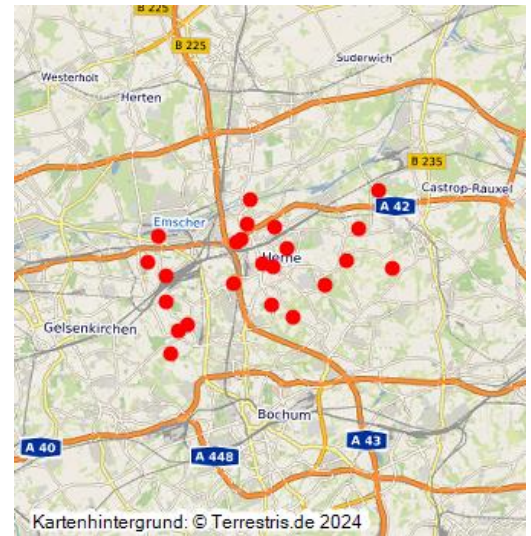 B 225
B 225
Suderwich
Westerholt
Herten
B 235
Castrop-Rauxel
A 42
Emscher
Herne
Gelsenkirchen
Bochum
A 43
A 40
A 448
Kartenhintergrund: © Terrestris.de 2024